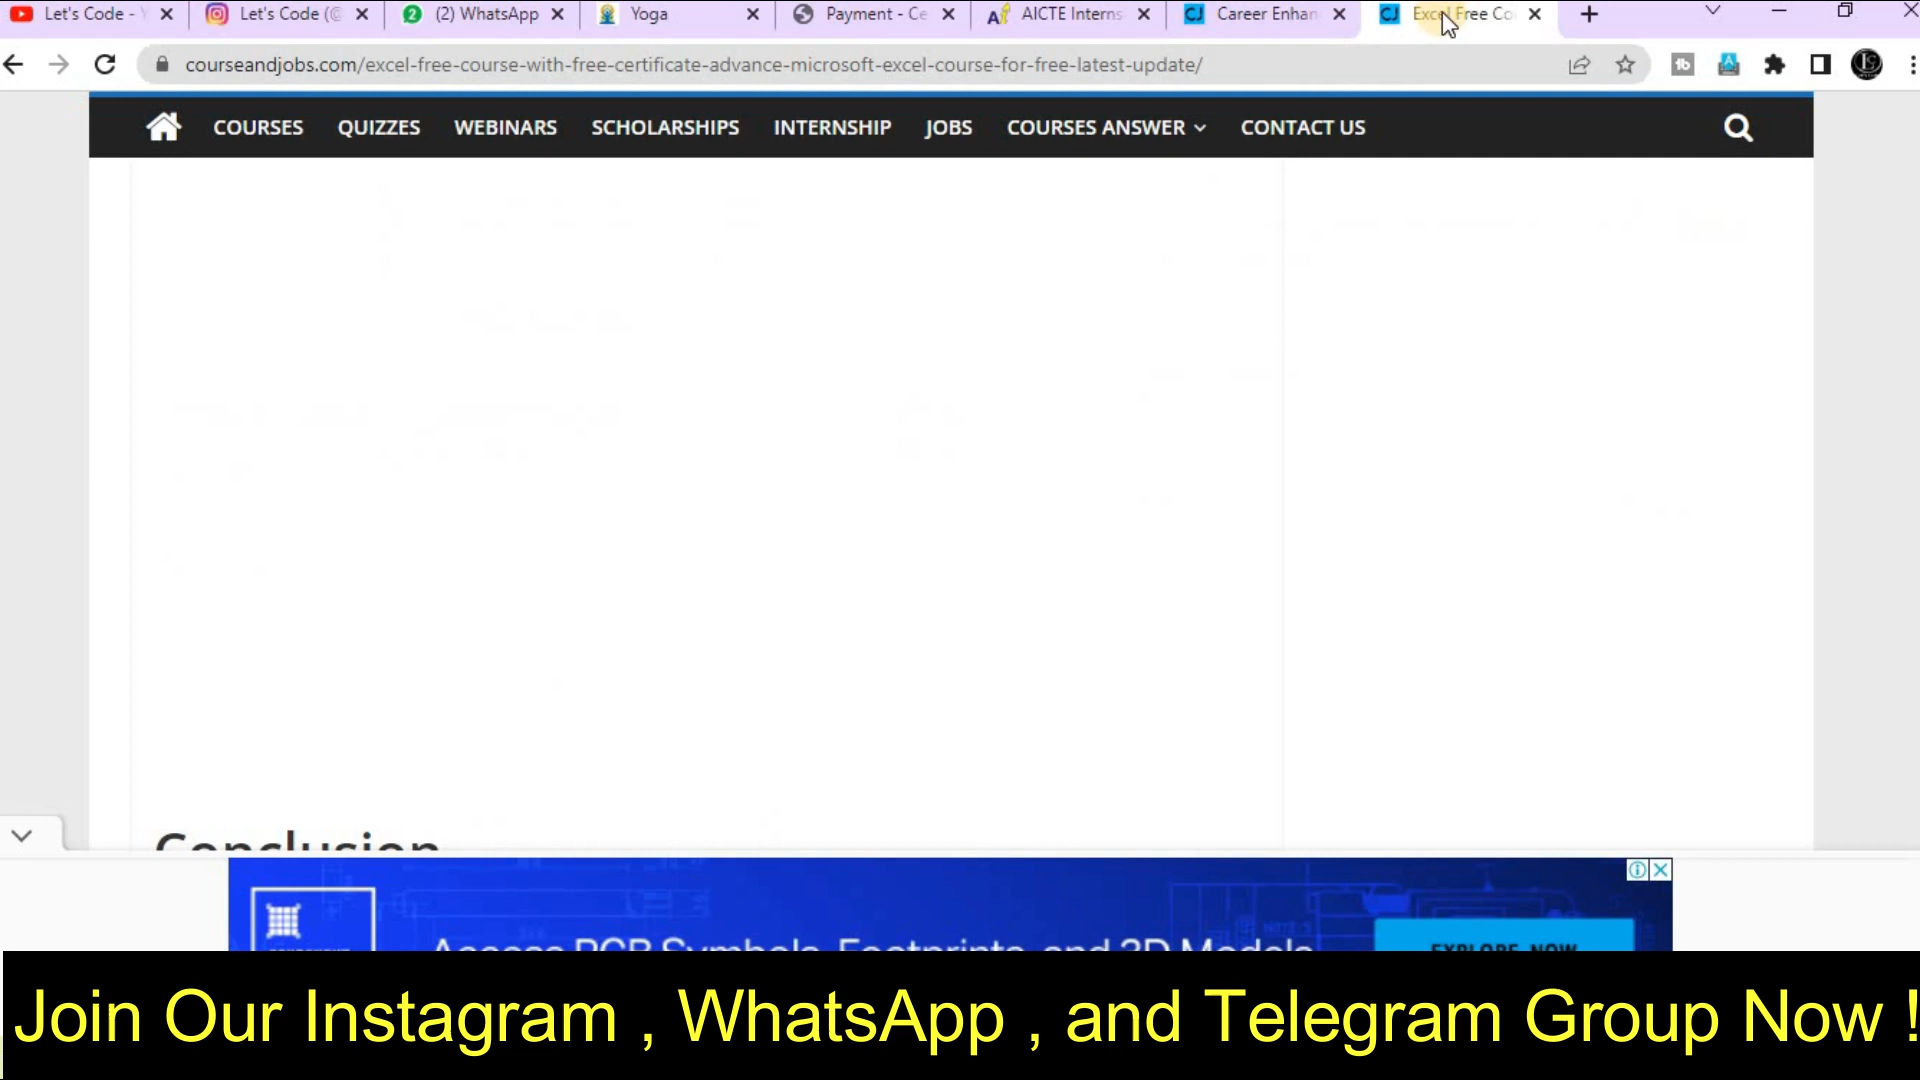 Let's Code -
Let's Code (@
(2) WhatsApp
Yoga
Payment - Ce
AICTE Interns
Career Enhan
Excel Free Co
courseandjobs.com/excel-free-course-with-free-certificate-advance-microsoft-excel-course-for-free-latest-update/
COURSES
QUIZZES
WEBINARS
SCHOLARSHIPS
INTERNSHIP
JOBS
COURSES ANSWER
CONTACT US
Conclusion
Access PCB Symbols, Footprints, and 3D Models
EXPLORE NOW
Join Our Instagram , WhatsApp , and Telegram Group Now !